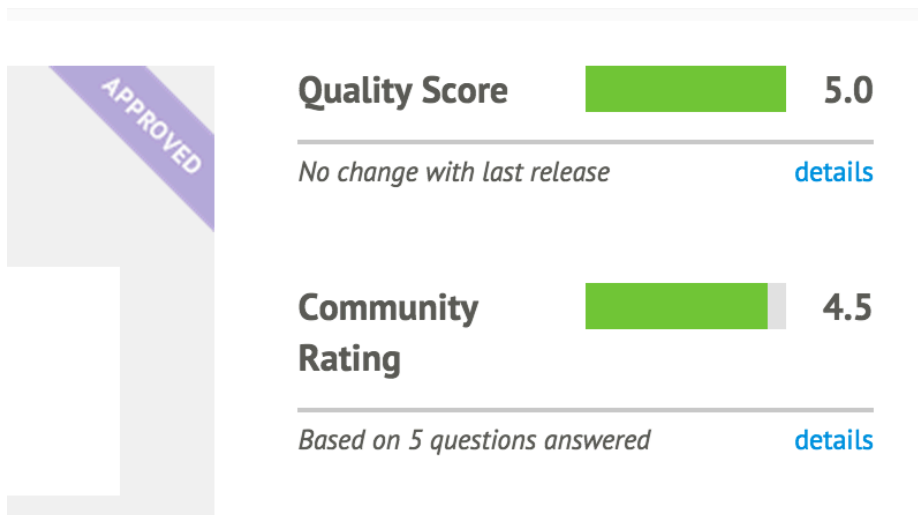 APPROVED
Quality Score 5.0
No change with last release details
Community
Rating
4.5
Based on 5 questions answered details